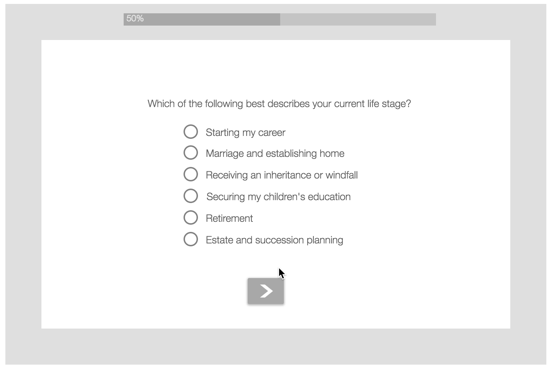 50%
Which of the following best describes your current life stage?
Starting my career
Marriage and establishing home
Receiving an inheritance or windfall
Securing my children's education
Retirement
Estate and succession planning